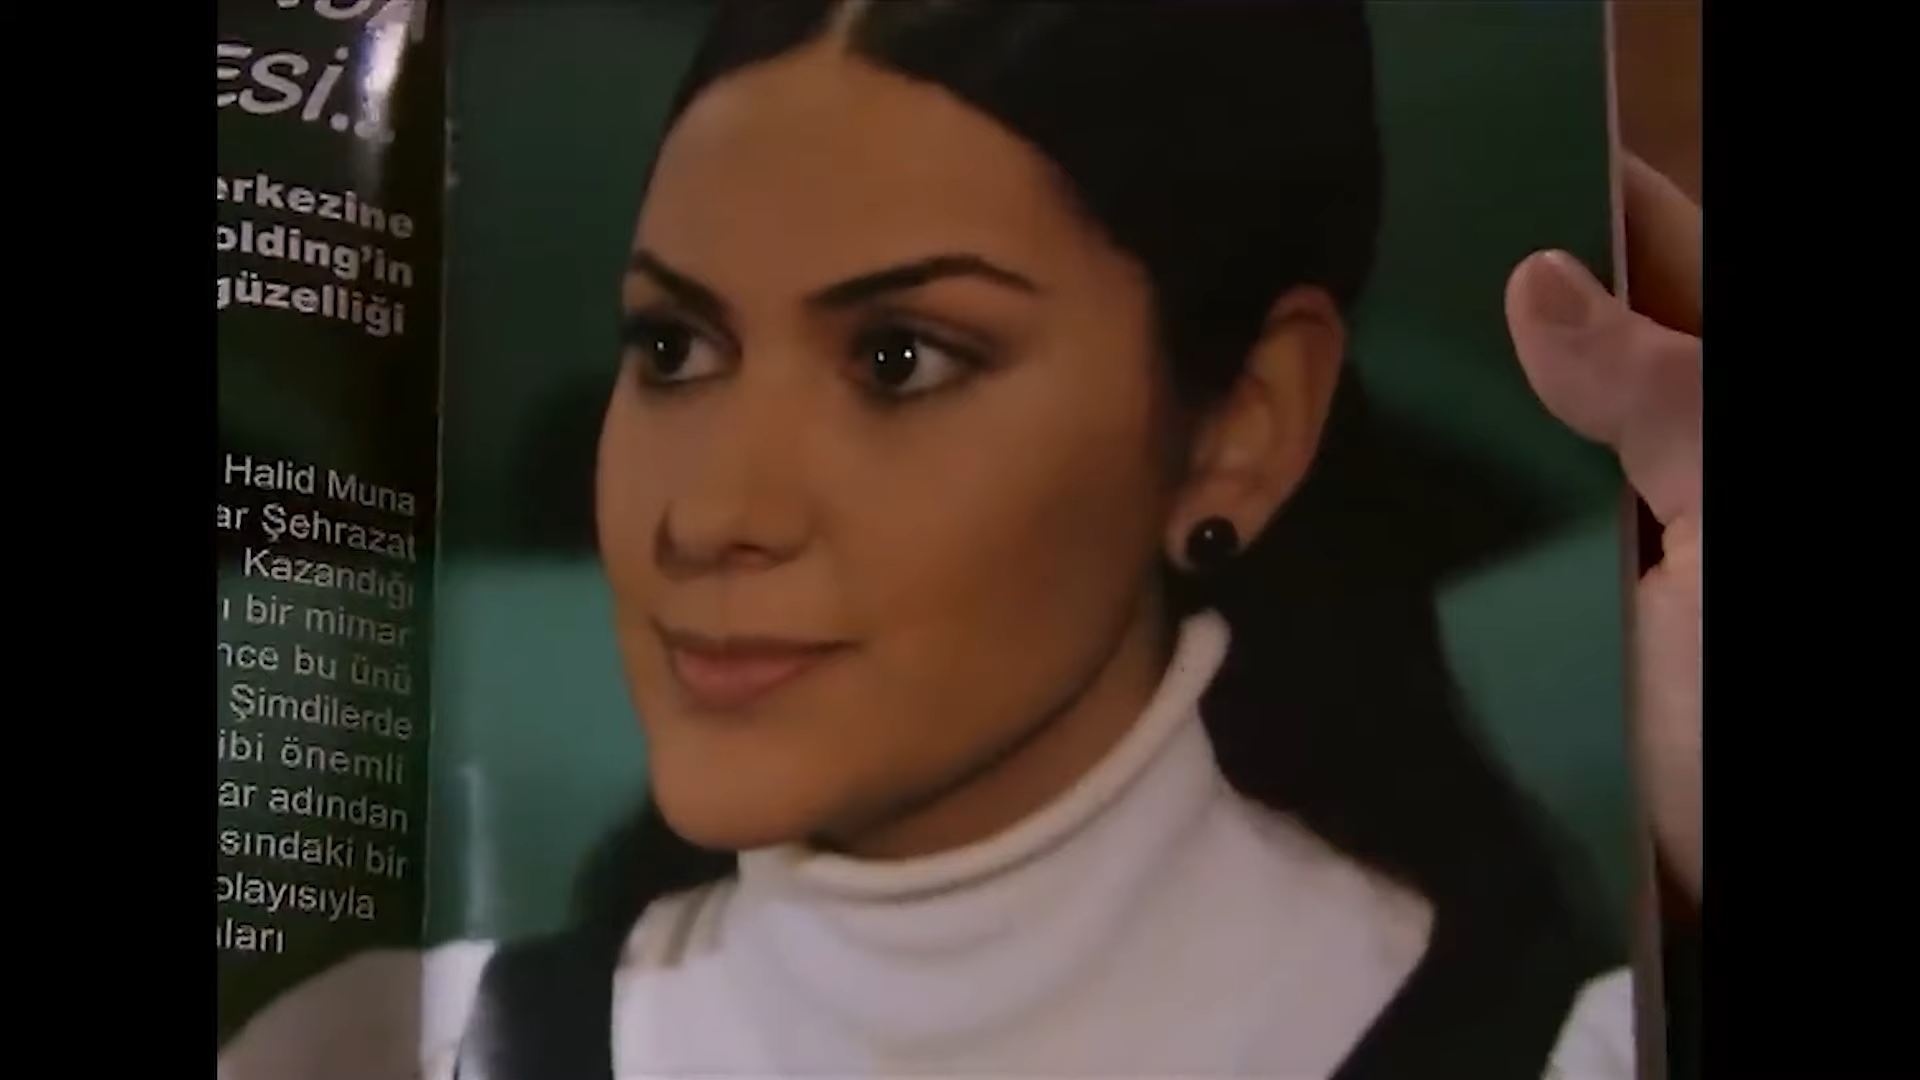 ESİ...
erkezine
olding'in
güzelliği
Halid Muna
ar Şehrazat
Kazandığı
ı bir mimar
nce bu ünü
Şimdilerde
ibi önemli
ar adından
sındaki bir
olayısıyla
ları